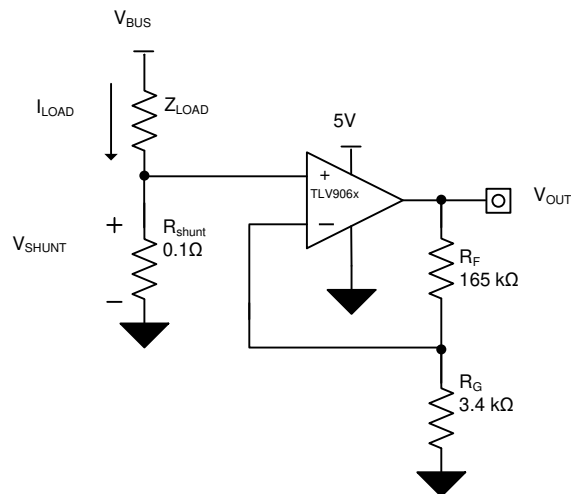 VBUS
ILOAD
ZLOAD
5V
+
TLV906x
−
VOUT
+
VSHUNT
−
Rshunt
0.1Ω
RF
165 kΩ
RG
3.4 kΩ